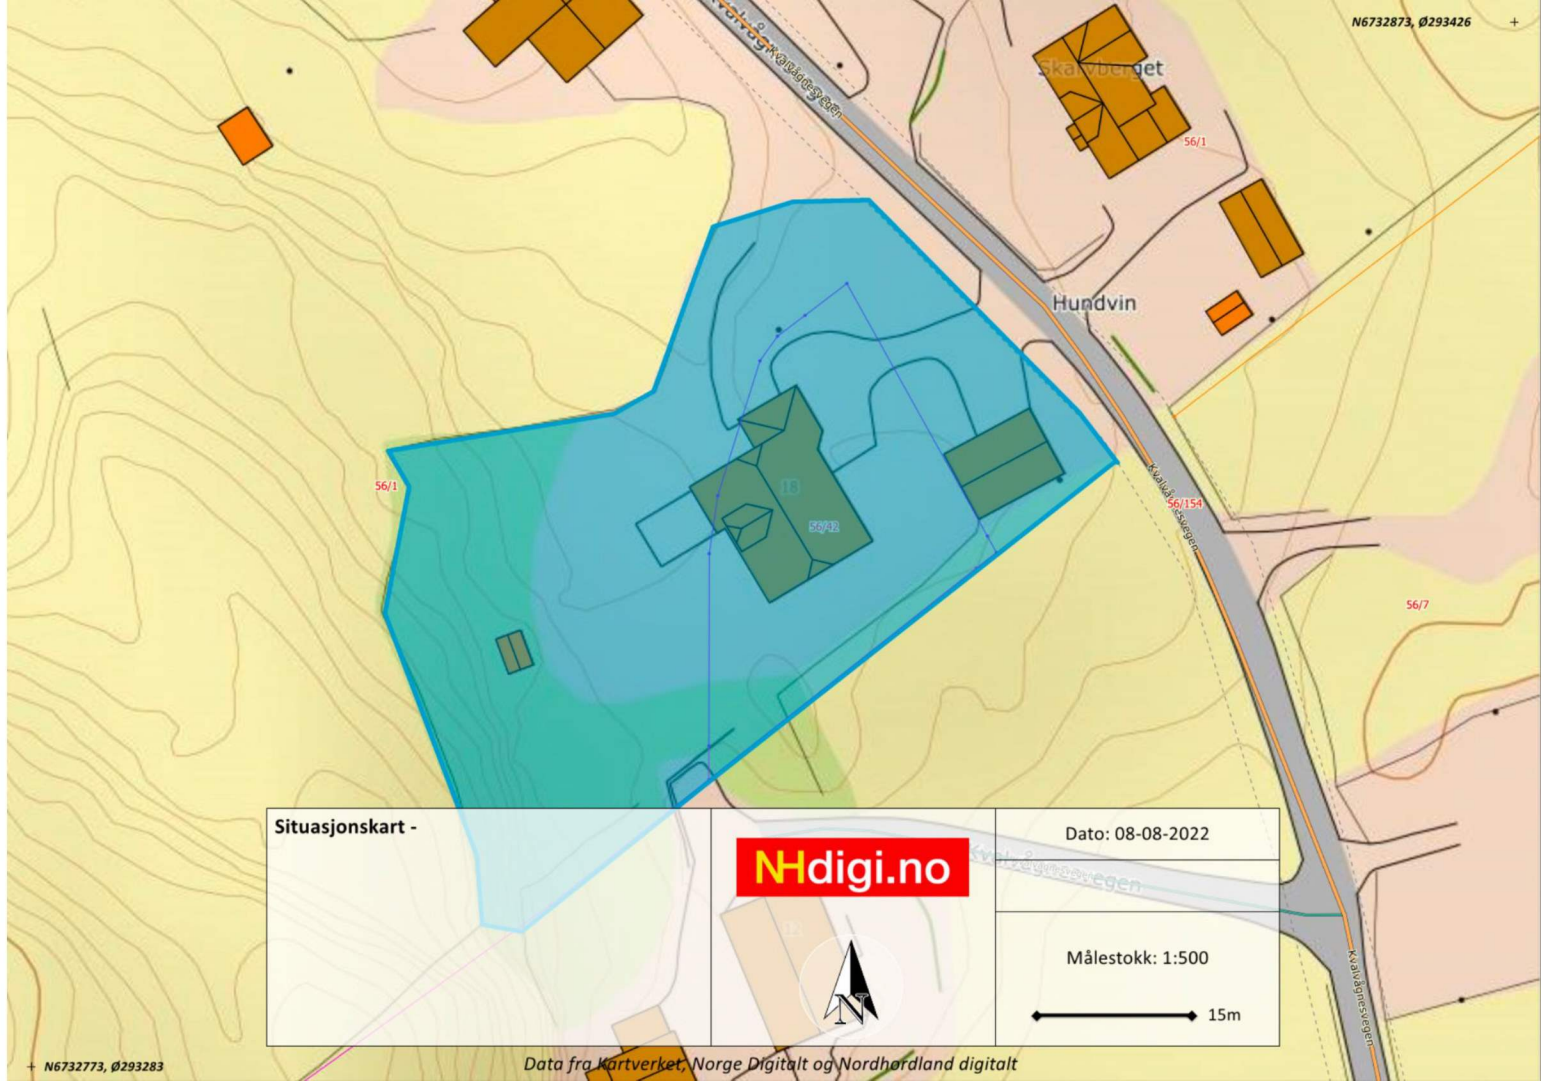 N6732873, Ø293426
Kvalvågnesvegen
Skarvberget
56/1
Hundvin
56/1
18
56/42
Kvalvågnesvegen
56/154
56/7
Situasjonskart -
NHdigi.no
Dato: 08-08-2022
Kvalvågnesvegen
12
Målestokk: 1:500
N
15m
Kvalvågnesvegen
N6732773, Ø293283
Data fra Kartverket, Norge Digitalt og Nordhordland digitalt